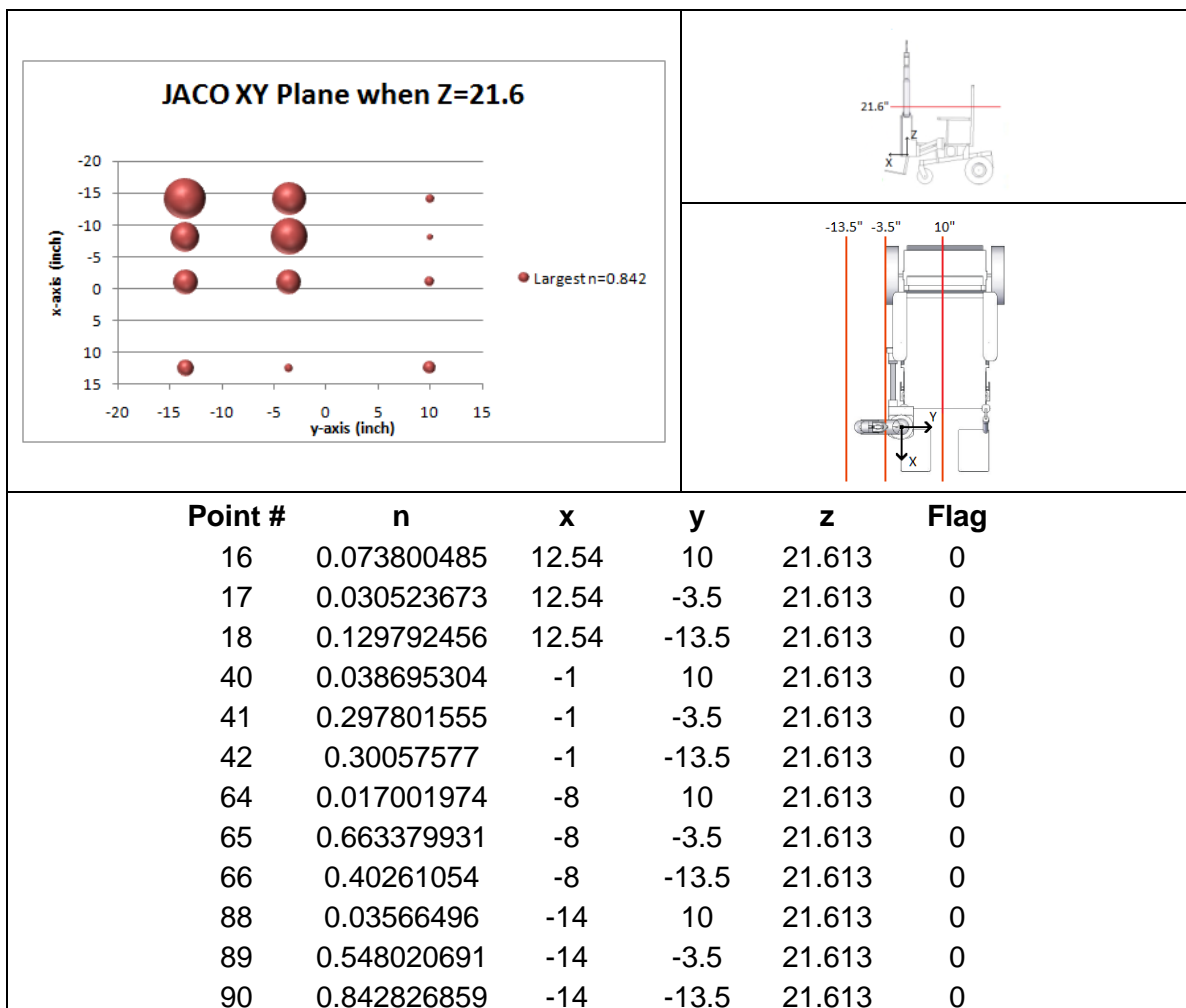 JACO XY Plane when Z=21.6
-20
-15
-10
-5
0
5
10
15
x-axis (inch)
-20 -15 -10 -5 0 5 10 15
y-axis (inch)
Largest n=0.842
21.6"
Z
X
-13.5" -3.5" 10"
Y
X
Point # n x y z Flag
16 0.073800485 12.54 10 21.613 0
17 0.030523673 12.54 -3.5 21.613 0
18 0.129792456 12.54 -13.5 21.613 0
40 0.038695304 -1 10 21.613 0
41 0.297801555 -1 -3.5 21.613 0
42 0.30057577 -1 -13.5 21.613 0
64 0.017001974 -8 10 21.613 0
65 0.663379931 -8 -3.5 21.613 0
66 0.40261054 -8 -13.5 21.613 0
88 0.03566496 -14 10 21.613 0
89 0.548020691 -14 -3.5 21.613 0
90 0.842826859 -14 -13.5 21.613 0